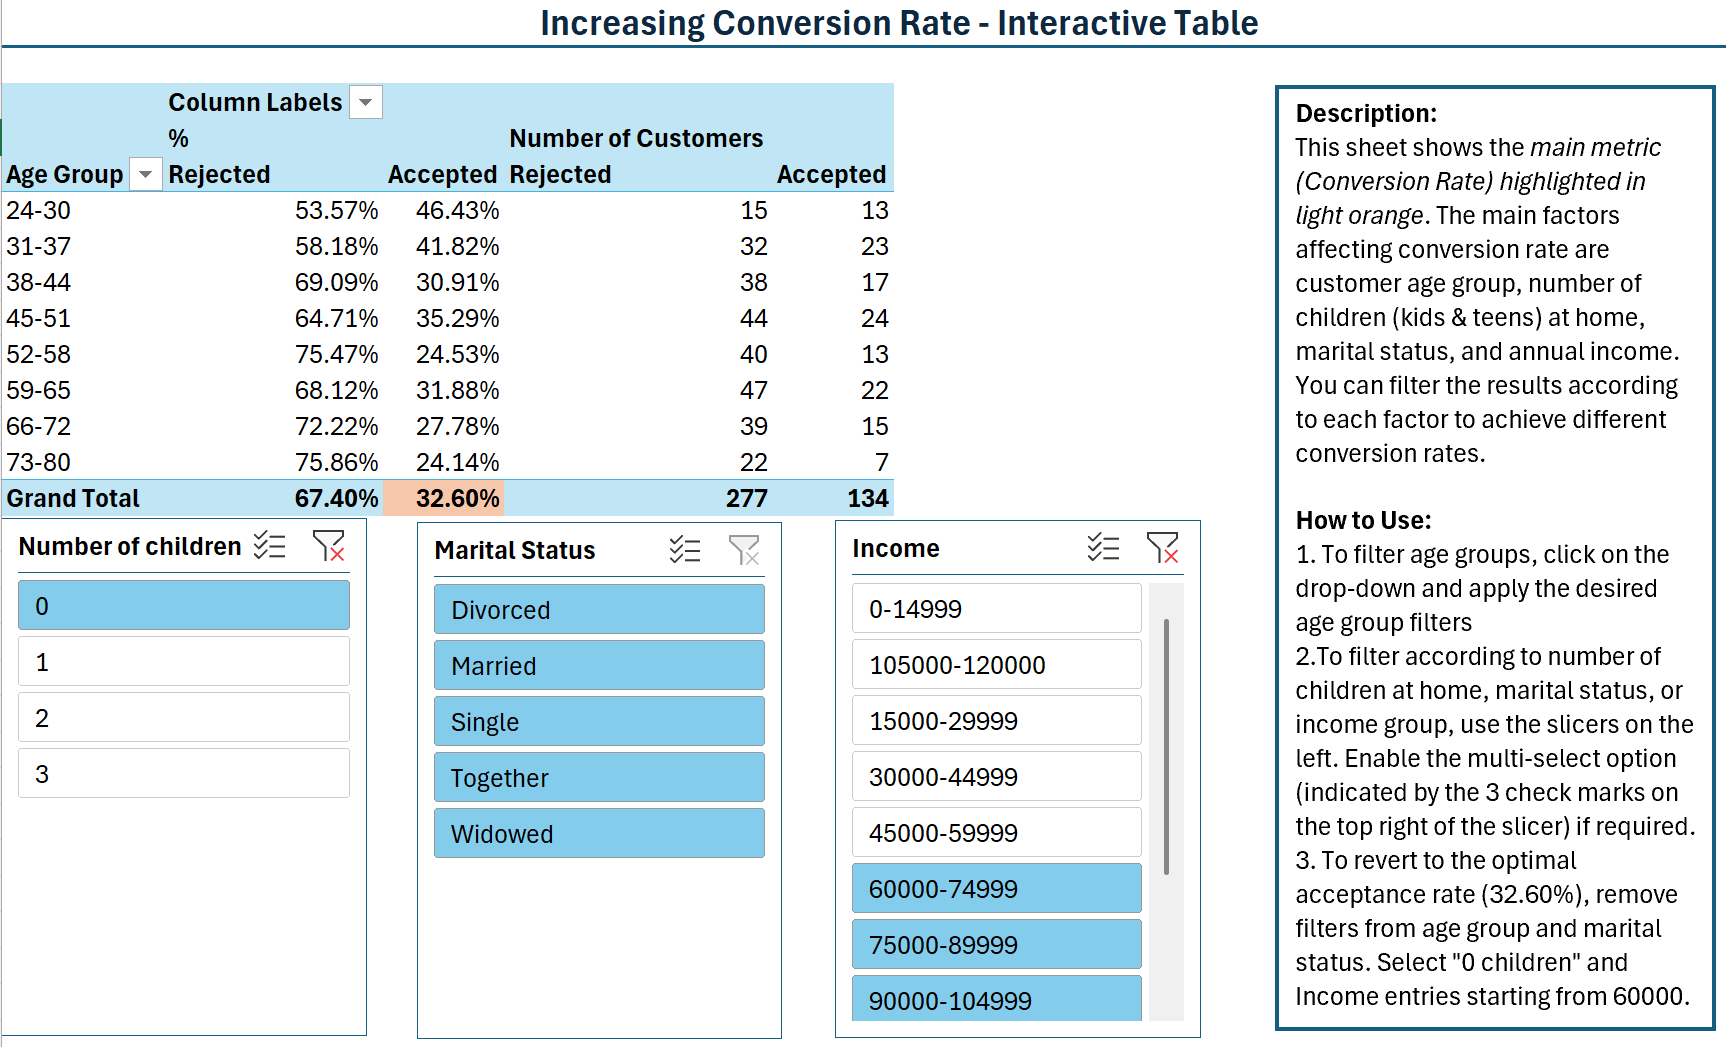 Increasing Conversion Rate - Interactive Table
Column Labels
% Number of Customers
Age Group Rejected Accepted Rejected Accepted
24-30 53.57% 46.43% 15 13
31-37 58.18% 41.82% 32 23
38-44 69.09% 30.91% 38 17
45-51 64.71% 35.29% 44 24
52-58 75.47% 24.53% 40 13
59-65 68.12% 31.88% 47 22
66-72 72.22% 27.78% 39 15
73-80 75.86% 24.14% 22 7
Grand Total 67.40% 32.60% 277 134
Number of children
0
1
2
3
Marital Status
Divorced
Married
Single
Together
Widowed
Income
0-14999
105000-120000
15000-29999
30000-44999
45000-59999
60000-74999
75000-89999
90000-104999
Description:
This sheet shows the main metric
(Conversion Rate) highlighted in
light orange. The main factors
affecting conversion rate are
customer age group, number of
children (kids & teens) at home,
marital status, and annual income.
You can filter the results according
to each factor to achieve different
conversion rates.
How to Use:
1. To filter age groups, click on the
drop-down and apply the desired
age group filters
2.To filter according to number of
children at home, marital status, or
income group, use the slicers on the
left. Enable the multi-select option
(indicated by the 3 check marks on
the top right of the slicer) if required.
3. To revert to the optimal
acceptance rate (32.60%), remove
filters from age group and marital
status. Select "0 children" and
Income entries starting from 60000.